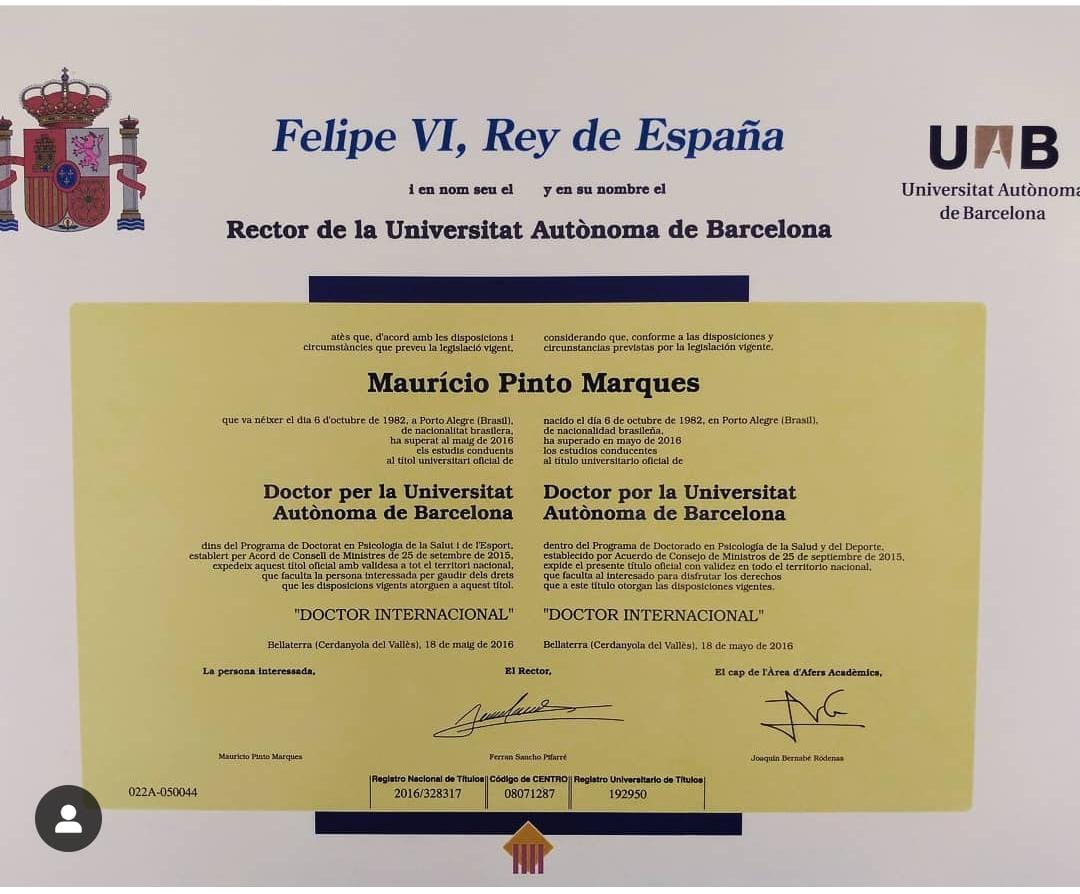 Felipe VI, Rey de España
UAB
Universitat Autònoma
de Barcelona
i en nom seu el y en su nombre el
Rector de la Universitat Autònoma de Barcelona
atès que, d'acord amb les disposicions i
circumstàncies que preveu la legislació vigent,
considerando que, conforme a las disposiciones y
circunstancias previstas por la legislación vigente,
Maurício Pinto Marques
que va néixer el dia 6 d'octubre de 1982, a Porto Alegre (Brasil),
de nacionalitat brasilera,
ha superat al maig de 2016
els estudis conduents
al títol universitari oficial de
nacido el día 6 de octubre de 1982, en Porto Alegre (Brasil),
de nacionalidad brasileña,
ha superado en mayo de 2016
los estudios conducentes
al título universitario oficial de
Doctor per la Universitat
Autònoma de Barcelona
Doctor por la Universitat
Autònoma de Barcelona
dins del Programa de Doctorat en Psicologia de la Salut i de l'Esport,
establert per Acord de Consell de Ministres de 25 de setembre de 2015,
expedeix aquest títol oficial amb validesa a tot el territori nacional,
que faculta la persona interessada per gaudir dels drets
que les disposicions vigents atorguen a aquest títol.
dentro del Programa de Doctorado en Psicología de la Salud y del Deporte,
establecido por Acuerdo de Consejo de Ministros de 25 de septiembre de 2015,
expide el presente título oficial con validez en todo el territorio nacional,
que faculta al interesado para disfrutar los derechos
que a este título otorgan las disposiciones vigentes.
"DOCTOR INTERNACIONAL"
"DOCTOR INTERNACIONAL"
Bellaterra (Cerdanyola del Vallès), 18 de maig de 2016
Bellaterra (Cerdanyola del Vallès), 18 de mayo de 2016
La persona interessada,
El Rector,
El cap de l'Àrea d'Afers Acadèmics,
Maurício Pinto Marques
Ferran Sancho Pifarré
Joaquín Bernabé Ródenas
022A-050044
Registro Nacional de Títulos
2016/328317
Código de CENTRO
08071287
Registro Universitario de Títulos
192950